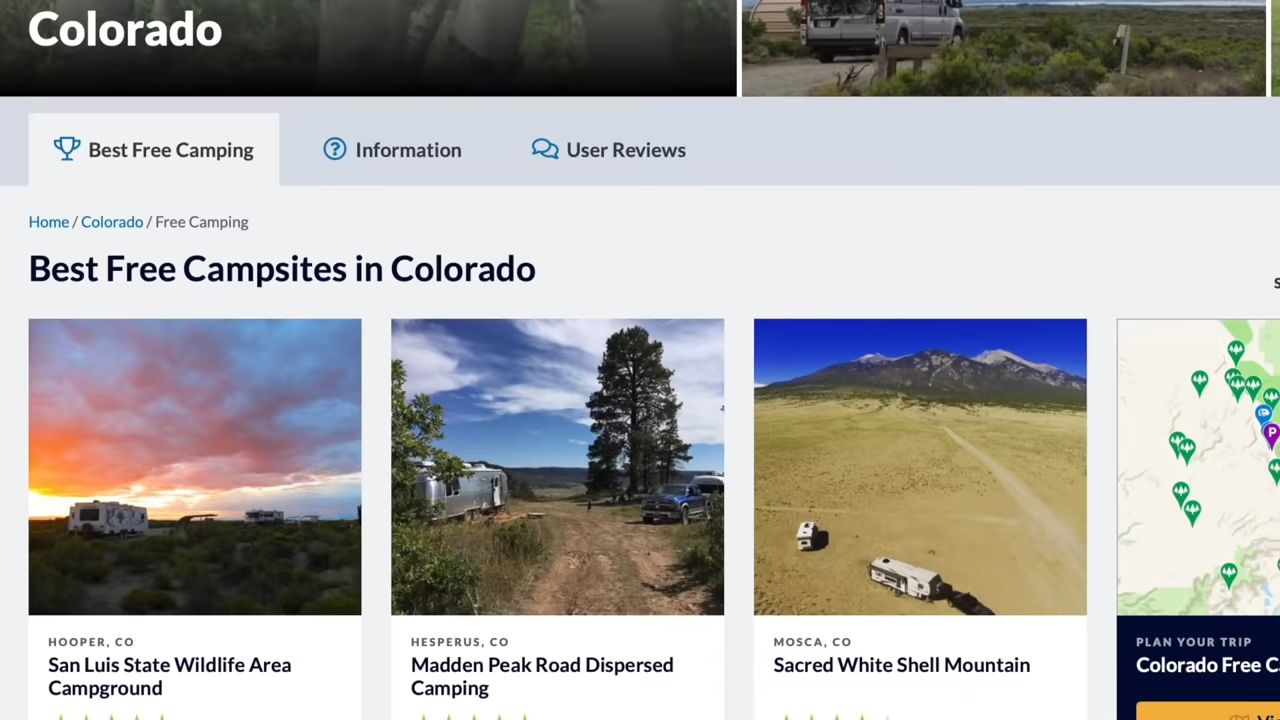 Colorado
Best Free Camping
Information
User Reviews
Home / Colorado / Free Camping
Best Free Campsites in Colorado
HOOPER, CO
San Luis State Wildlife Area
Campground
HESPERUS, CO
Madden Peak Road Dispersed
Camping
MOSCA, CO
Sacred White Shell Mountain
P
PLAN YOUR TRIP
Colorado Free C